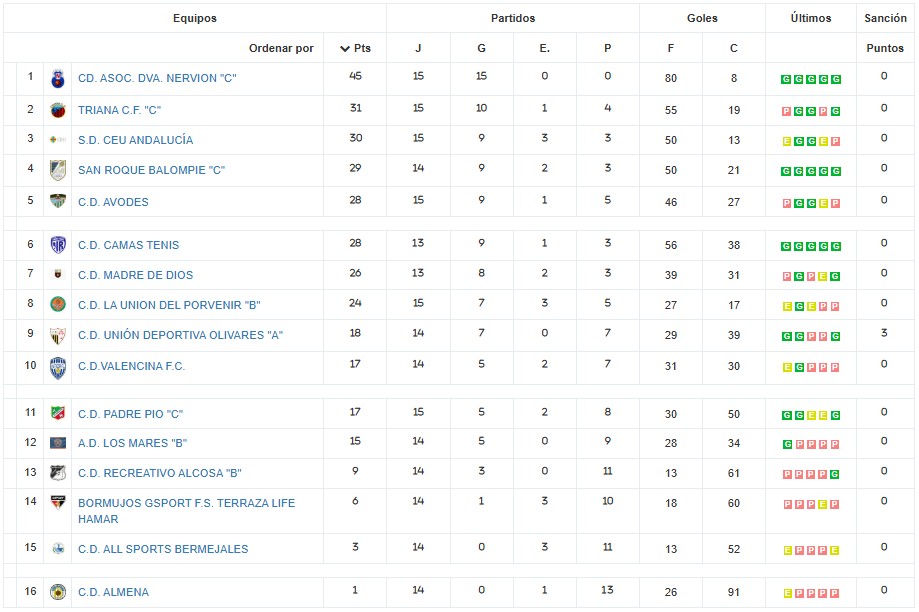 Equipos Partidos Goles Últimos Sanción
Ordenar por Pts J G E. P F C Puntos
1 CD. ASOC. DVA. NERVION "C" 45 15 15 0 0 80 8 G G G G G 0
2 TRIANA C.F. "C" 31 15 10 1 4 55 19 P G G P G 0
3 S.D. CEU ANDALUCÍA 30 15 9 3 3 50 13 E G G E P 0
4 SAN ROQUE BALOMPIE "C" 29 14 9 2 3 50 21 G G G G G 0
5 C.D. AVODES 28 15 9 1 5 46 27 P G G E P 0
6 C.D. CAMAS TENIS 28 13 9 1 3 56 38 G G G G G 0
7 C.D. MADRE DE DIOS 26 13 8 2 3 39 31 P G P E G 0
8 C.D. LA UNION DEL PORVENIR "B" 24 15 7 3 5 27 17 E G E P P 0
9 C.D. UNIÓN DEPORTIVA OLIVARES "A" 18 14 7 0 7 29 39 G G P P G 3
10 C.D.VALENCINA F.C. 17 14 5 2 7 31 30 E G P P P 0
11 C.D. PADRE PIO "C" 17 15 5 2 8 30 50 G G E E G 0
12 A.D. LOS MARES "B" 15 14 5 0 9 28 34 G P P P P 0
13 C.D. RECREATIVO ALCOSA "B" 9 14 3 0 11 13 61 P P P P G 0
14 BORMUJOS GSPORT F.S. TERRAZA LIFE 6 14 1 3 10 18 60 P P P E P 0
HAMAR
15 C.D. ALL SPORTS BERMEJALES 3 14 0 3 11 13 52 E P P P E 0
16 C.D. ALMENA 1 14 0 1 13 26 91 E P P P P 0